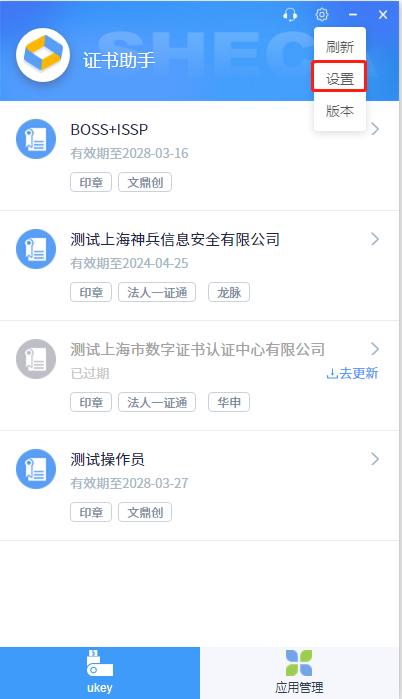 证书助手
SHECA
刷新
设置
版本
BOSS+ISSP
有效期至2028-03-16
印章 文鼎创
测试上海神兵信息安全有限公司
有效期至2024-04-25
印章 法人一证通 龙脉
测试上海市数字证书认证中心有限公司
已过期 去更新
印章 法人一证通 华申
测试操作员
有效期至2028-03-27
印章 文鼎创
ukey 应用管理